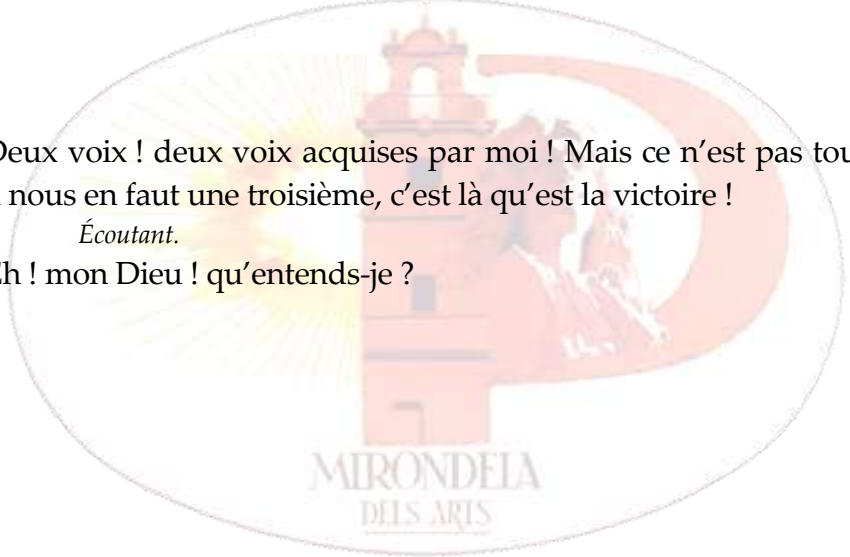 Deux voix ! deux voix acquises par moi ! Mais ce n’est pas tou
nous en faut une troisième, c’est là qu’est la victoire !
Écoutant.
Eh ! mon Dieu ! qu’entends-je ?
MIRONDELA
DELS ARTS